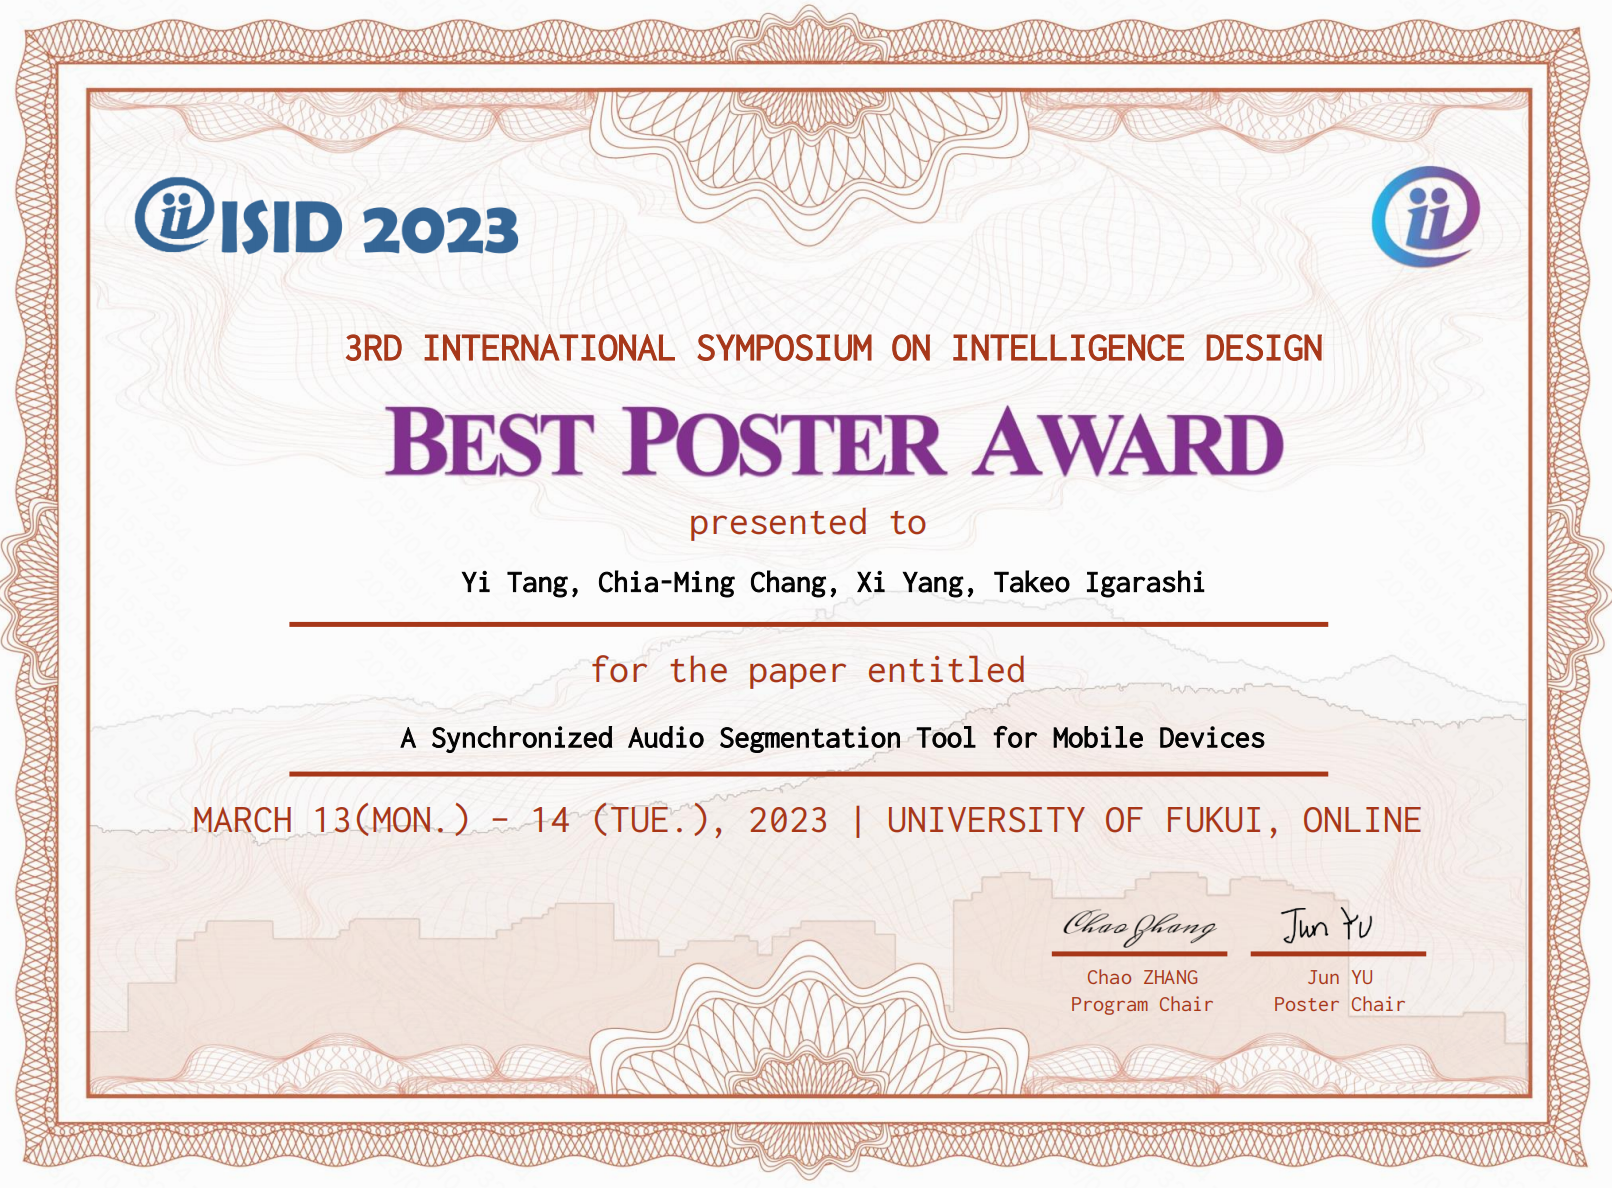 ii ISID 2023
ii
3RD INTERNATIONAL SYMPOSIUM ON INTELLIGENCE DESIGN
BEST POSTER AWARD
presented to
Yi Tang, Chia-Ming Chang, Xi Yang, Takeo Igarashi
for the paper entitled
A Synchronized Audio Segmentation Tool for Mobile Devices
MARCH 13(MON.) – 14 (TUE.), 2023 | UNIVERSITY OF FUKUI, ONLINE
Chao Zhang
Jun YU
Chao ZHANG
Program Chair
Jun YU
Poster Chair